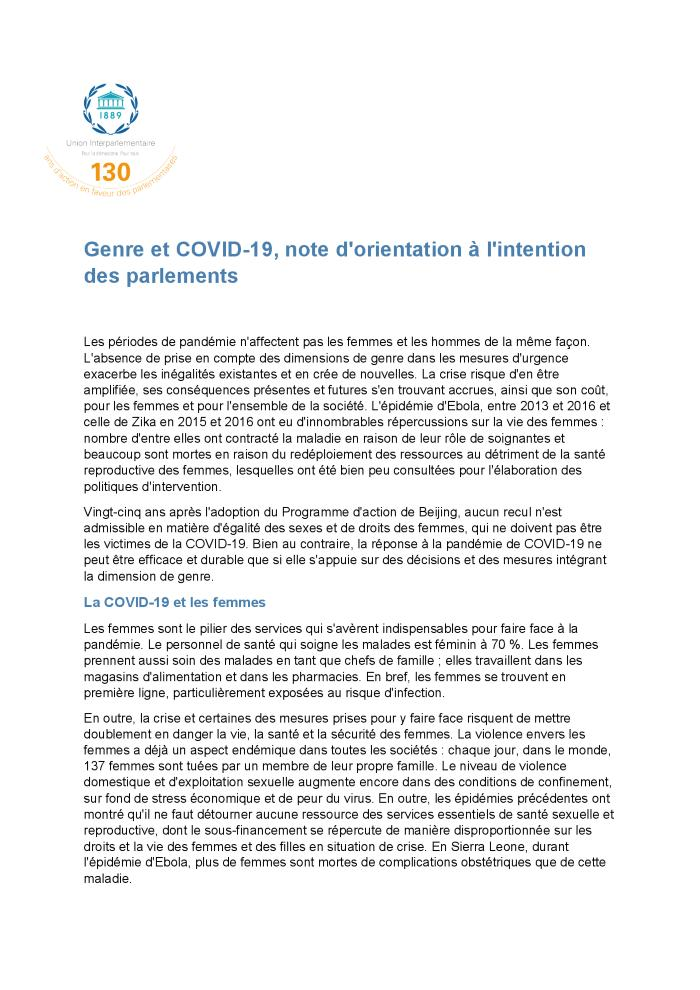 1889
Union Interparlementaire
Pour la démocratie. Pour tous.
130
ans d'action en faveur des parlementaires
Genre et COVID-19, note d'orientation à l'intention
des parlements
Les périodes de pandémie n'affectent pas les femmes et les hommes de la même façon.
L'absence de prise en compte des dimensions de genre dans les mesures d'urgence
exacerbe les inégalités existantes et en crée de nouvelles. La crise risque d'en être
amplifiée, ses conséquences présentes et futures s'en trouvant accrues, ainsi que son coût,
pour les femmes et pour l'ensemble de la société. L'épidémie d'Ebola, entre 2013 et 2016 et
celle de Zika en 2015 et 2016 ont eu d'innombrables répercussions sur la vie des femmes :
nombre d'entre elles ont contracté la maladie en raison de leur rôle de soignantes et
beaucoup sont mortes en raison du redéploiement des ressources au détriment de la santé
reproductive des femmes, lesquelles ont été bien peu consultées pour l'élaboration des
politiques d'intervention.
Vingt-cinq ans après l'adoption du Programme d'action de Beijing, aucun recul n'est
admissible en matière d'égalité des sexes et de droits des femmes, qui ne doivent pas être
les victimes de la COVID-19. Bien au contraire, la réponse à la pandémie de COVID-19 ne
peut être efficace et durable que si elle s'appuie sur des décisions et des mesures intégrant
la dimension de genre.
La COVID-19 et les femmes
Les femmes sont le pilier des services qui s'avèrent indispensables pour faire face à la
pandémie. Le personnel de santé qui soigne les malades est féminin à 70 %. Les femmes
prennent aussi soin des malades en tant que chefs de famille ; elles travaillent dans les
magasins d'alimentation et dans les pharmacies. En bref, les femmes se trouvent en
première ligne, particulièrement exposées au risque d'infection.
En outre, la crise et certaines des mesures prises pour y faire face risquent de mettre
doublement en danger la vie, la santé et la sécurité des femmes. La violence envers les
femmes a déjà un aspect endémique dans toutes les sociétés : chaque jour, dans le monde,
137 femmes sont tuées par un membre de leur propre famille. Le niveau de violence
domestique et d'exploitation sexuelle augmente encore dans des conditions de confinement,
sur fond de stress économique et de peur du virus. En outre, les épidémies précédentes ont
montré qu'il ne faut détourner aucune ressource des services essentiels de santé sexuelle et
reproductive, dont le sous-financement se répercute de manière disproportionnée sur les
droits et la vie des femmes et des filles en situation de crise. En Sierra Leone, durant
l'épidémie d'Ebola, plus de femmes sont mortes de complications obstétriques que de cette
maladie.